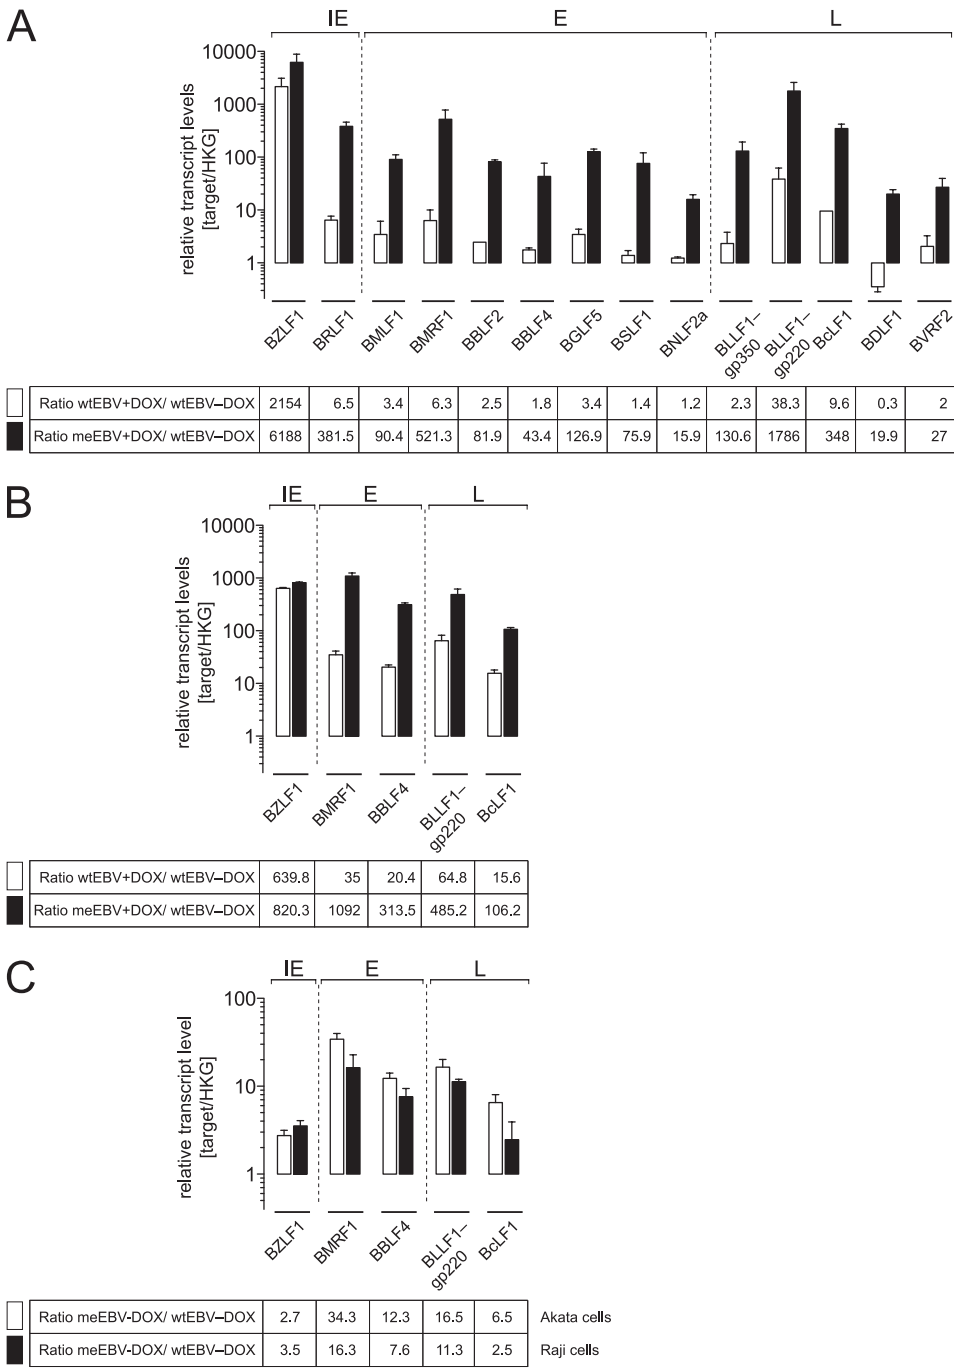 A
IE E L
relative transcript levels
[target/HKG]
10000
1000
100
10
1
BZLF1 BRLF1 BMLF1 BMRF1 BBLF2 BBLF4 BGLF5 BSLF1 BNLF2a BLLF1–gp350 BLLF1–gp220 BcLF1 BDLF1 BVRF2
Ratio wtEBV+DOX/ wtEBV–DOX 2154 6.5 3.4 6.3 2.5 1.8 3.4 1.4 1.2 2.3 38.3 9.6 0.3 2
Ratio meEBV+DOX/ wtEBV–DOX 6188 381.5 90.4 521.3 81.9 43.4 126.9 75.9 15.9 130.6 1786 348 19.9 27
B
IE E L
relative transcript levels
[target/HKG]
10000
1000
100
10
1
BZLF1 BMRF1 BBLF4 BLLF1–gp220 BcLF1
Ratio wtEBV+DOX/ wtEBV–DOX 639.8 35 20.4 64.8 15.6
Ratio meEBV+DOX/ wtEBV–DOX 820.3 1092 313.5 485.2 106.2
C
IE E L
relative transcript level
[target/HKG]
100
10
1
BZLF1 BMRF1 BBLF4 BLLF1–gp220 BcLF1
Ratio meEBV-DOX/ wtEBV–DOX 2.7 34.3 12.3 16.5 6.5 Akata cells
Ratio meEBV-DOX/ wtEBV–DOX 3.5 16.3 7.6 11.3 2.5 Raji cells